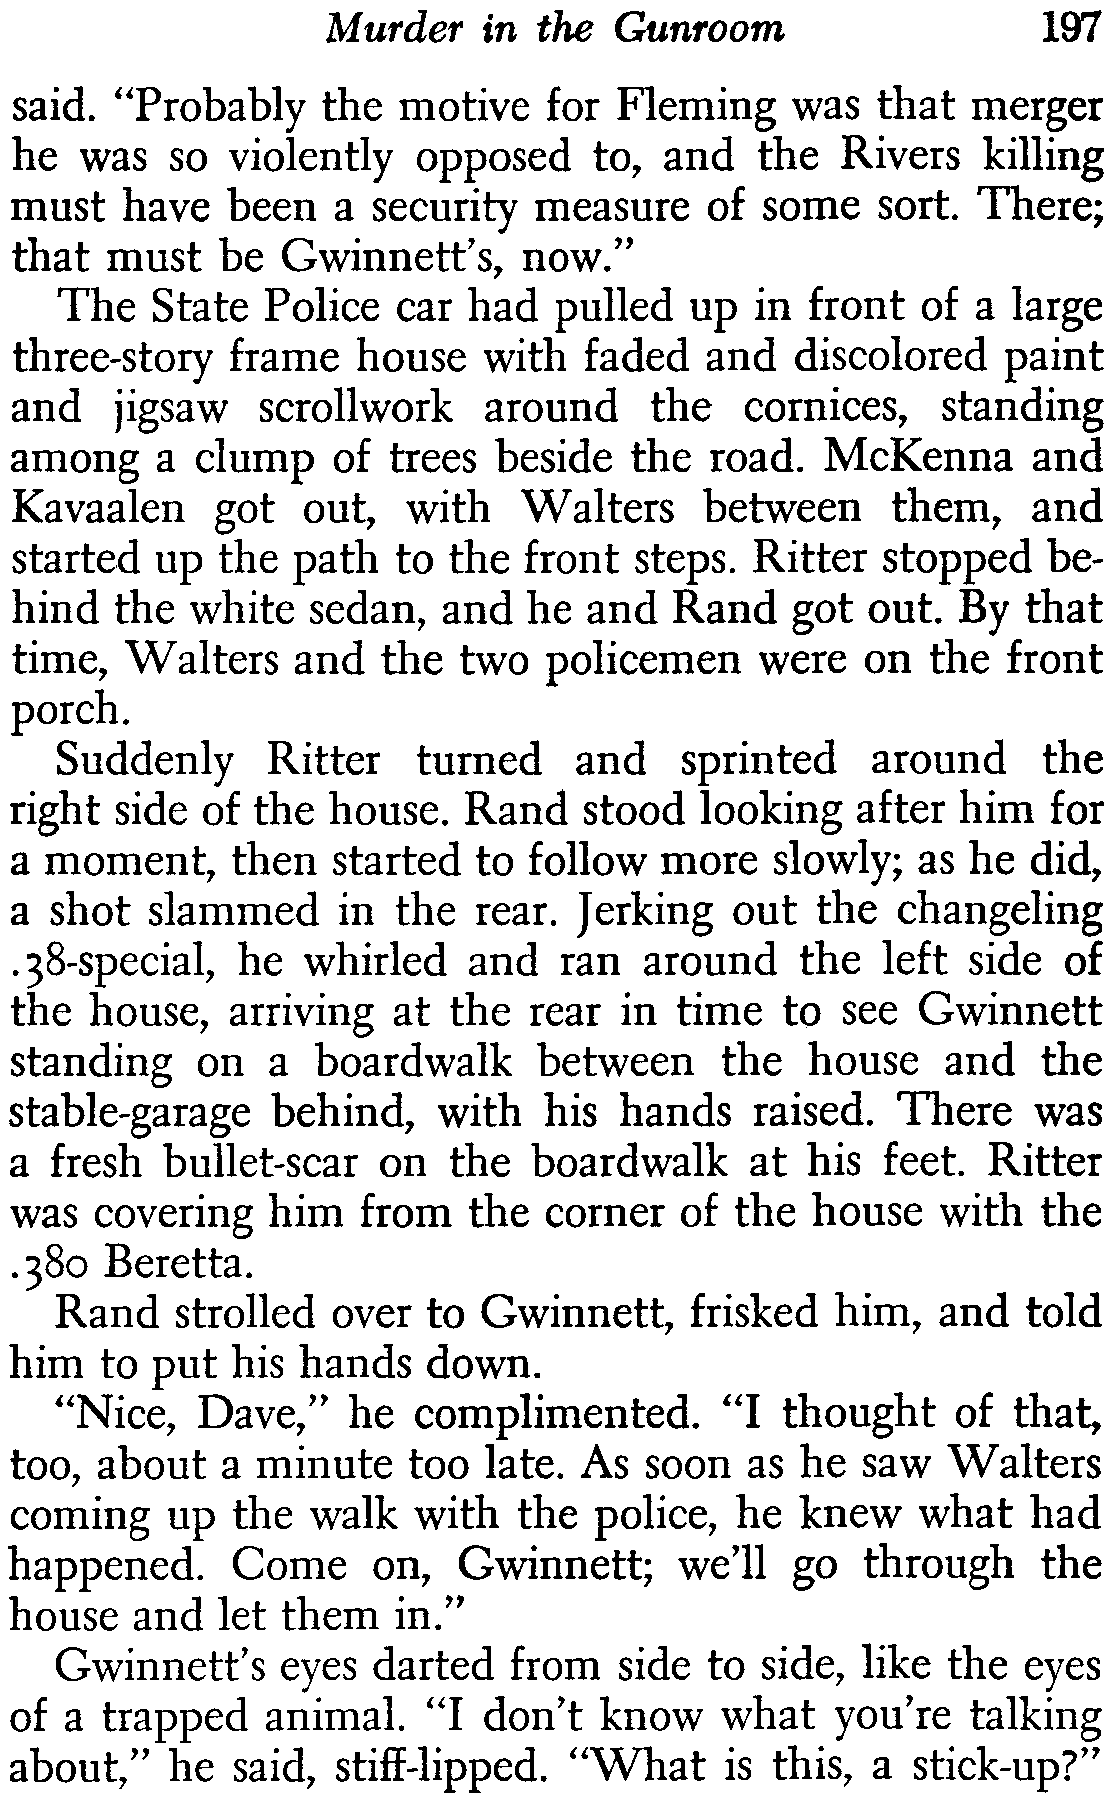 Murder in the Gunroom 197
said. “Probably the motive for Fleming was that merger
he was so violently opposed to, and the Rivers killing
must have been a security measure of some sort. There;
that must be Gwinnett’s, now.”
The State Police car had pulled up in front of a large
three-story frame house with faded and discolored paint
and jigsaw scrollwork around the cornices, standing
among a clump of trees beside the road. McKenna and
Kavaalen got out, with Walters between them, and
started up the path to the front steps. Ritter stopped be-
hind the white sedan, and he and Rand got out. By that
time, Walters and the two policemen were on the front
porch.
Suddenly Ritter turned and sprinted around the
right side of the house. Rand stood looking after him for
a moment, then started to follow more slowly; as he did,
a shot slammed in the rear. Jerking out the changeling
.38-special, he whirled and ran around the left side of
the house, arriving at the rear in time to see Gwinnett
standing on a boardwalk between the house and the
stable-garage behind, with his hands raised. There was
a fresh bullet-scar on the boardwalk at his feet. Ritter
was covering him from the corner of the house with the
.380 Beretta.
Rand strolled over to Gwinnett, frisked him, and told
him to put his hands down.
“Nice, Dave,” he complimented. “I thought of that,
too, about a minute too late. As soon as he saw Walters
coming up the walk with the police, he knew what had
happened. Come on, Gwinnett; we’ll go through the
house and let them in.”
Gwinnett’s eyes darted from side to side, like the eyes
of a trapped animal. “I don’t know what you’re talking
about,” he said, stiff-lipped. “What is this, a stick-up?”